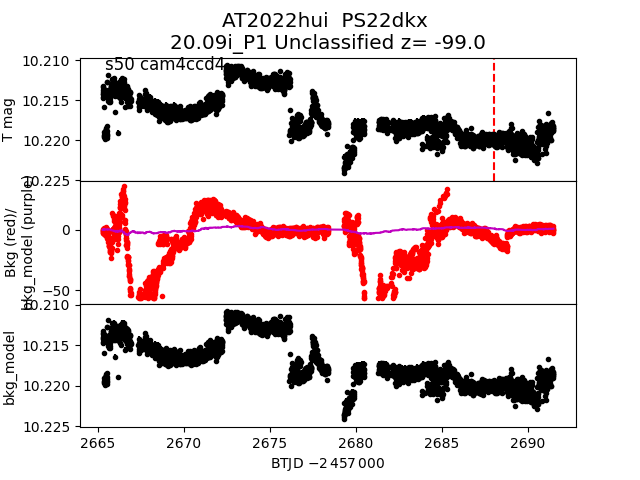 AT2022hui  PS22dkx
20.09i_P1 Unclassified z= -99.0
s50 cam4ccd4
10.210
10.215
10.220
10.225
T mag
0
−50
Bkg (red)/
bkg_model (purple)
10.210
10.215
10.220
10.225
bkg_model
2665 2670 2675 2680 2685 2690
BTJD −2 457 000